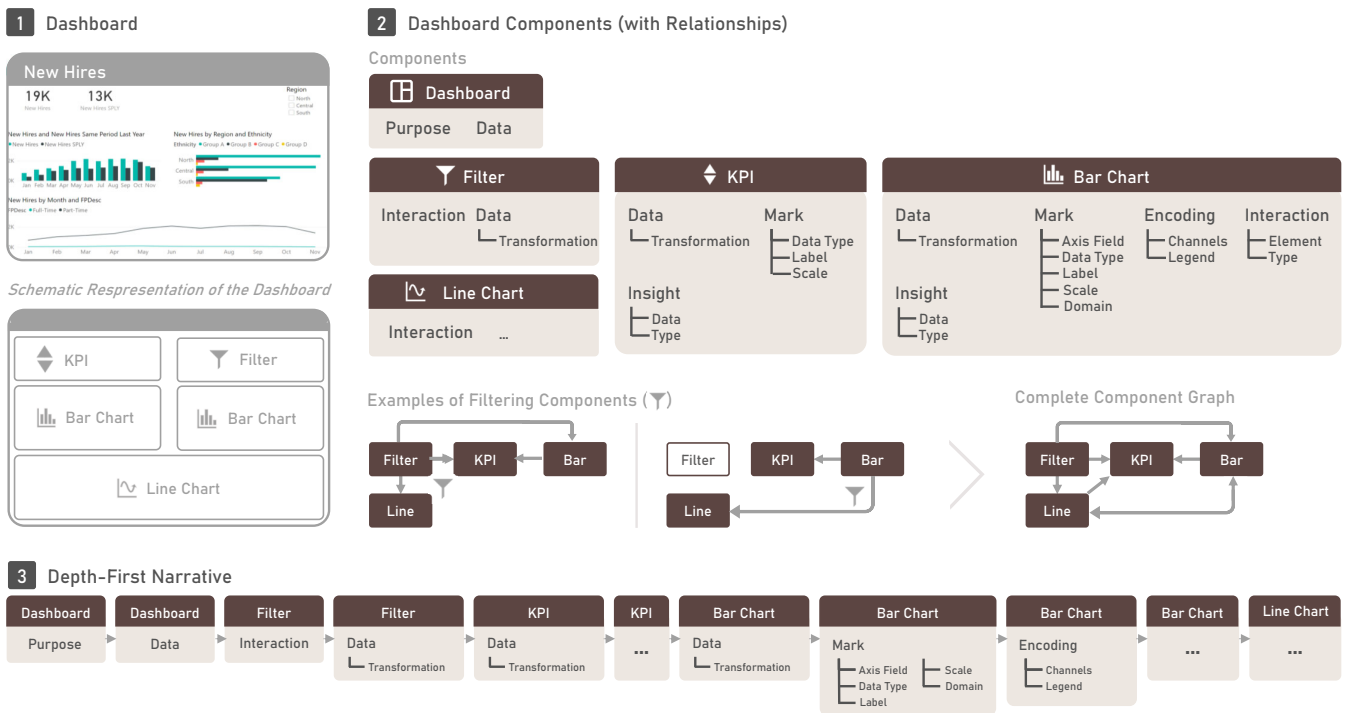 1 Dashboard
New Hires
19K 13K
New Hires New Hires SPLY
Region
North
Central
South
New Hires and New Hires Same Period Last Year
New Hires New Hires SPLY
Jan Feb Mar Apr May Jun Jul Aug Sep Oct Nov
New Hires by Region and Ethnicity
Ethnicity Group A Group B Group C Group D
North
Central
South
New Hires by Month and FPDesc
FPDesc Full-Time Part-Time
Jan Feb Mar Apr May Jun Jul Aug Sep Oct Nov
Schematic Respresentation of the Dashboard
KPI
Filter
Bar Chart
Bar Chart
Line Chart
2 Dashboard Components (with Relationships)
Components
Dashboard
Purpose Data
Filter
Interaction Data
Transformation
Line Chart
Interaction ...
KPI
Data
Transformation
Mark
Data Type
Label
Scale
Insight
Data
Type
Bar Chart
Data
Transformation
Mark
Axis Field
Data Type
Label
Scale
Domain
Encoding
Channels
Legend
Interaction
Element
Type
Insight
Data
Type
Examples of Filtering Components ( )
Filter KPI Bar
Line
Filter KPI Bar
Line
Complete Component Graph
Filter KPI Bar
Line
3 Depth-First Narrative
Dashboard
Purpose
Dashboard
Data
Filter
Interaction
Filter
Data
Transformation
KPI
Data
Transformation
KPI
...
Bar Chart
Data
Transformation
Bar Chart
Mark
Axis Field
Data Type
Label
Scale
Domain
Bar Chart
Encoding
Channels
Legend
Bar Chart
...
Line Chart
...